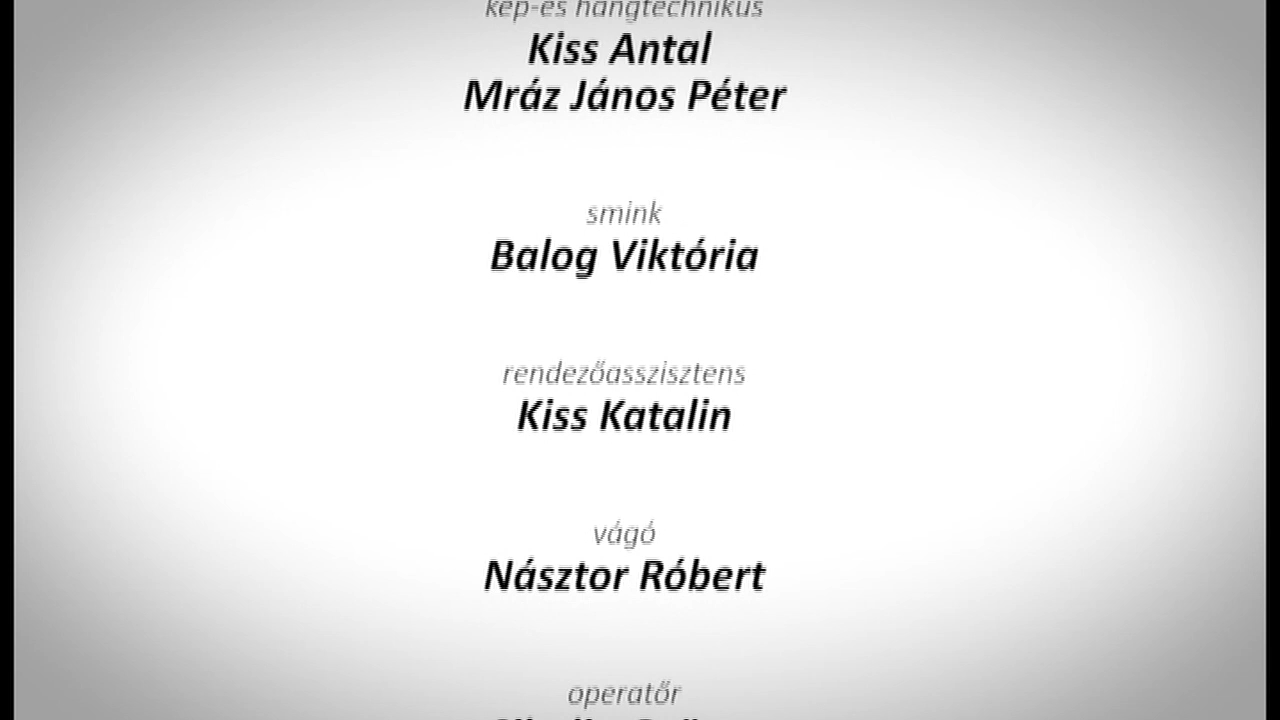 kép-és hangtechnikus
Kiss Antal
Mráz János Péter
smink
Balog Viktória
rendezőasszisztens
Kiss Katalin
vágó
Násztor Róbert
operatőr